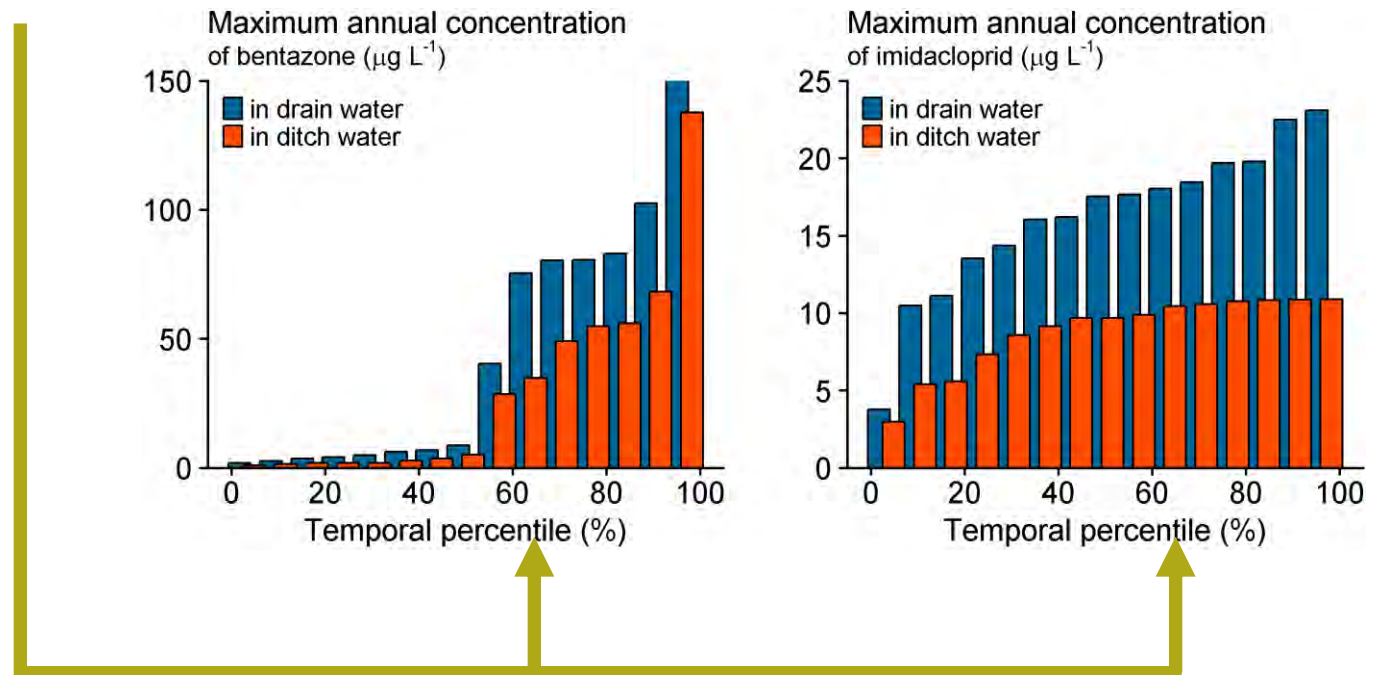 Maximum annual concentration
of bentazone (μg L⁻¹)
150
100
50
0
in drain water
in ditch water
0 20 40 60 80 100
Temporal percentile (%)
Maximum annual concentration
of imidacloprid (μg L⁻¹)
25
20
15
10
5
0
in drain water
in ditch water
0 20 40 60 80 100
Temporal percentile (%)